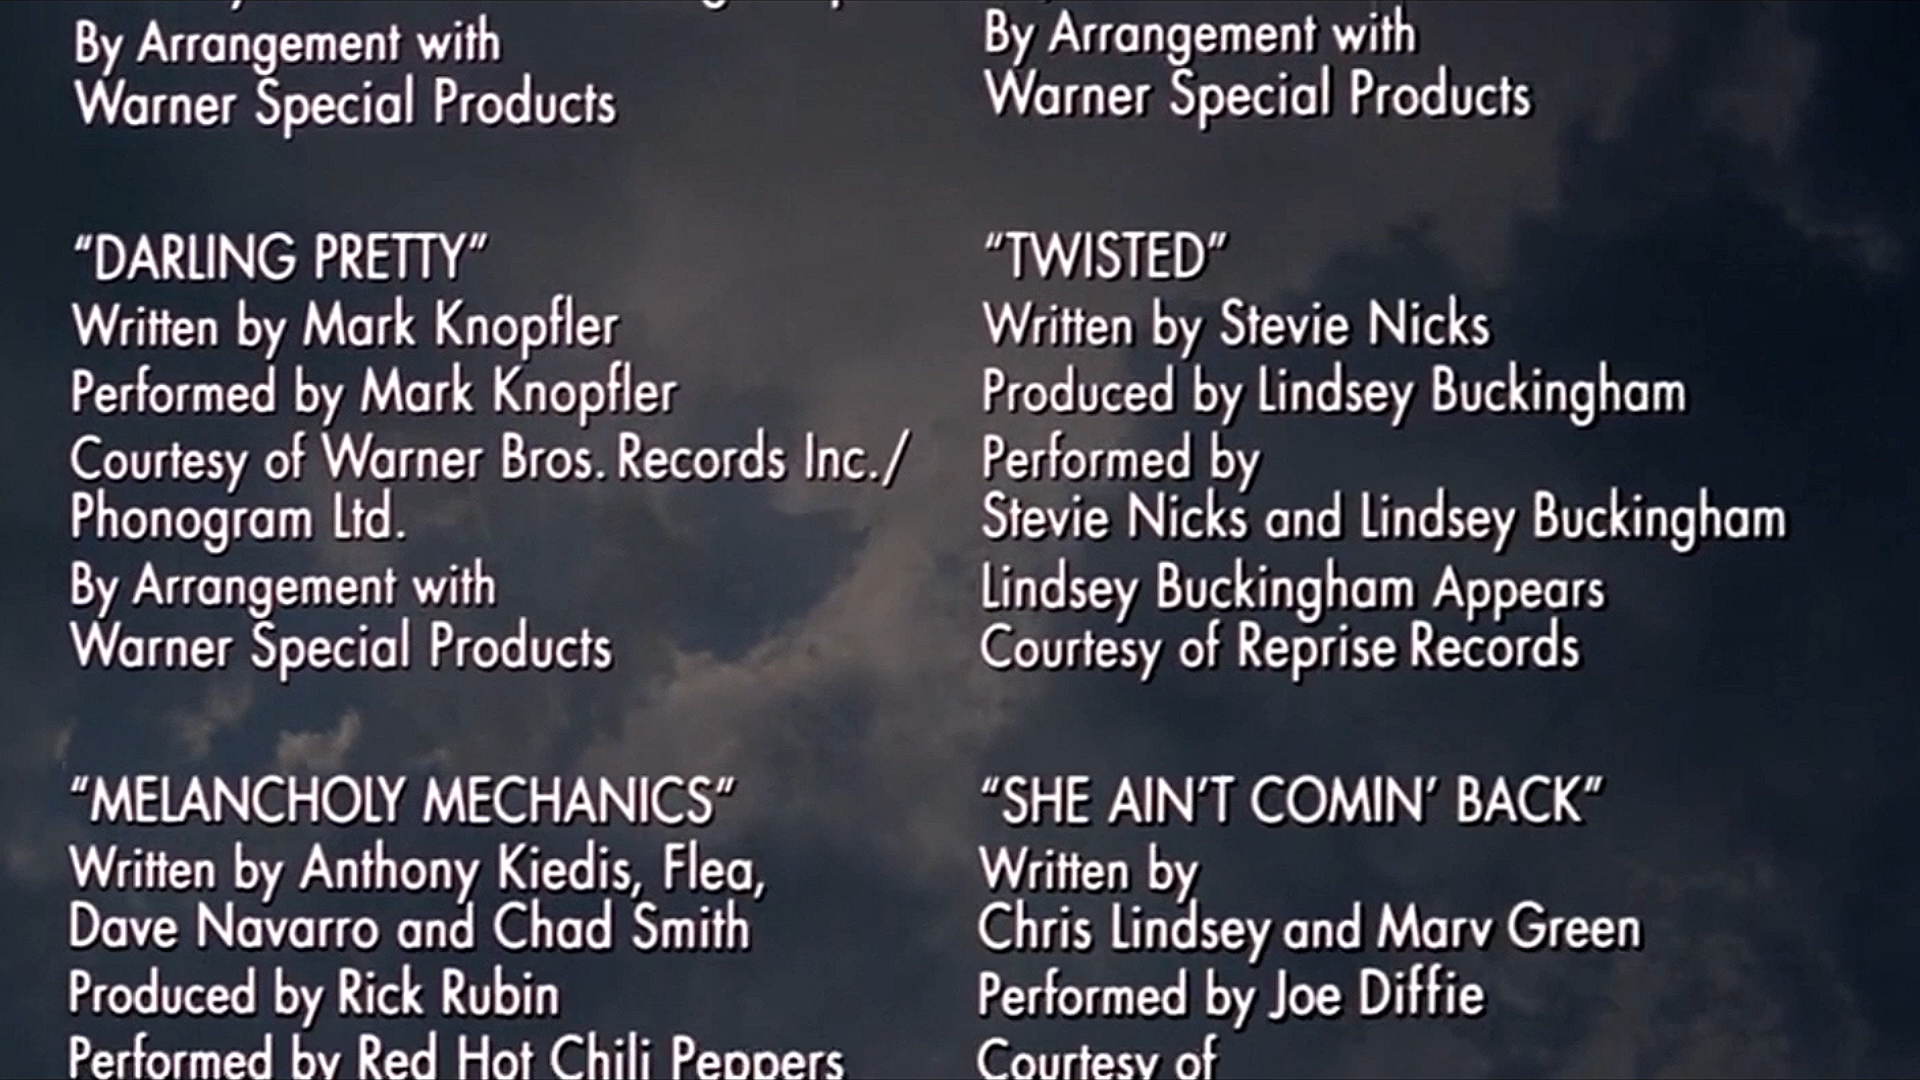 By Arrangement with
Warner Special Products
"DARLING PRETTY"
Written by Mark Knopfler
Performed by Mark Knopfler
Courtesy of Warner Bros. Records Inc./
Phonogram Ltd.
By Arrangement with
Warner Special Products
"MELANCHOLY MECHANICS"
Written by Anthony Kiedis, Flea,
Dave Navarro and Chad Smith
Produced by Rick Rubin
Performed by Red Hot Chili Peppers
By Arrangement with
Warner Special Products
"TWISTED"
Written by Stevie Nicks
Produced by Lindsey Buckingham
Performed by
Stevie Nicks and Lindsey Buckingham
Lindsey Buckingham Appears
Courtesy of Reprise Records
"SHE AIN'T COMIN' BACK"
Written by
Chris Lindsey and Marv Green
Performed by Joe Diffie
Courtesy of